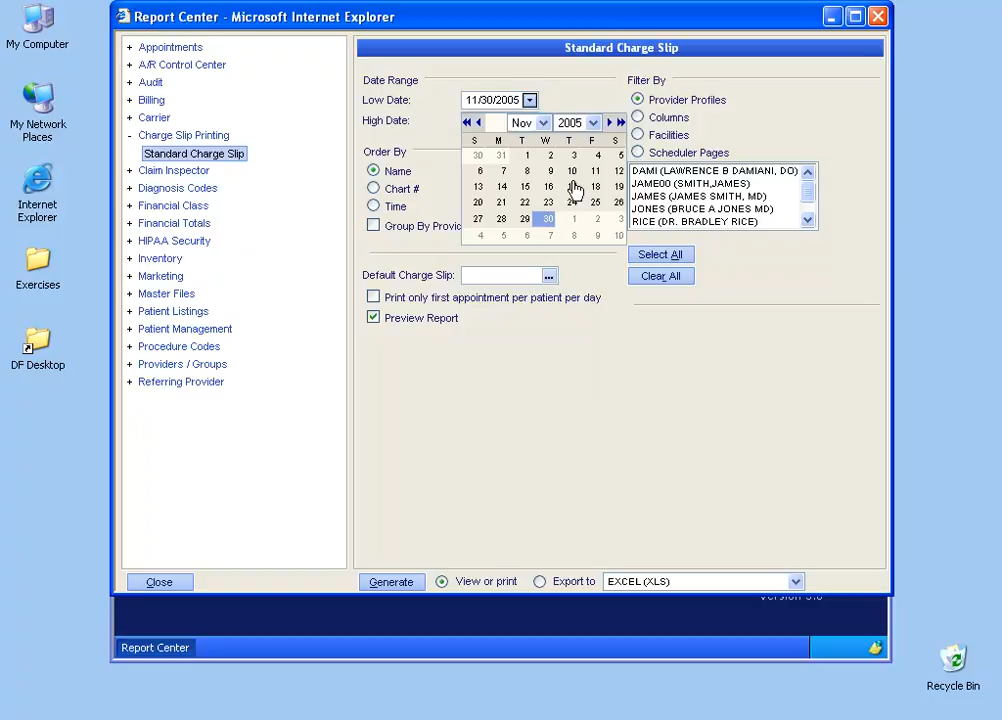 My Computer
My Network Places
Internet Explorer
Exercises
DF Desktop
Recycle Bin
Report Center - Microsoft Internet Explorer
+ Appointments
+ A/R Control Center
+ Audit
+ Billing
+ Carrier
- Charge Slip Printing
Standard Charge Slip
+ Claim Inspector
+ Diagnosis Codes
+ Financial Class
+ Financial Totals
+ HIPAA Security
+ Inventory
+ Marketing
+ Master Files
+ Patient Listings
+ Patient Management
+ Procedure Codes
+ Providers / Groups
+ Referring Provider
Close
Standard Charge Slip
Date Range
Low Date: 11/30/2005
High Date:
Nov 2005
S M T W T F S
30 31 1 2 3 4 5
6 7 8 9 10 11 12
13 14 15 16 18 19
20 21 22 23 24 25 26
27 28 29 30 1 2 3
4 5 6 7 8 9 10
Order By
Name
Chart #
Time
Group By Provid
Default Charge Slip: ...
Print only first appointment per patient per day
Preview Report
Filter By
Provider Profiles
Columns
Facilities
Scheduler Pages
DAMI (LAWRENCE B DAMIANI, DO)
JAME00 (SMITH,JAMES)
JAMES (JAMES SMITH, MD)
JONES (BRUCE A JONES MD)
RICE (DR. BRADLEY RICE)
Select All
Clear All
Generate View or print Export to EXCEL (XLS)
Report Center